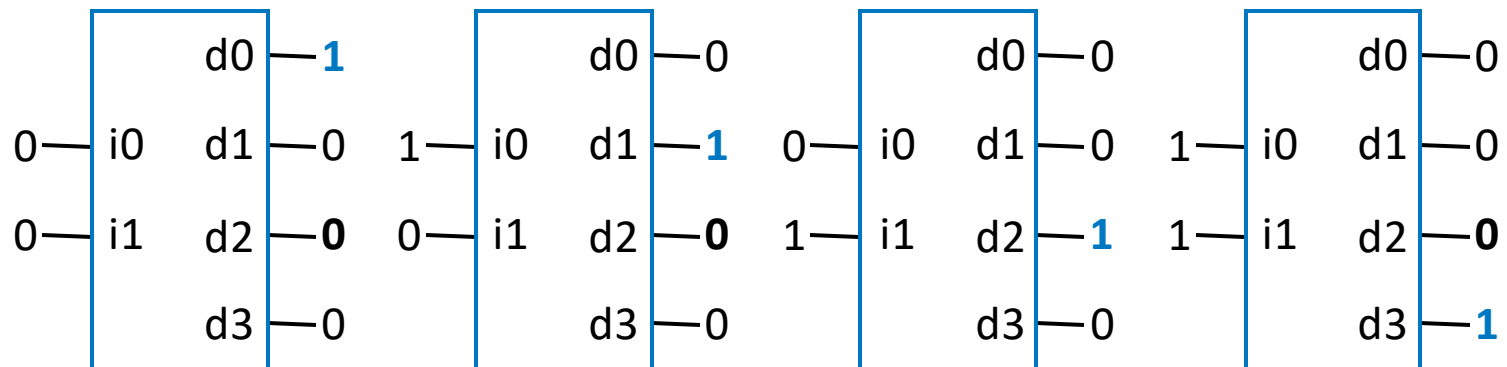 d0 1 d0 0 d0 0 d0 0
0 i0 d1 0 1 i0 d1 1 0 i0 d1 0 1 i0 d1 0
0 i1 d2 0 0 i1 d2 0 1 i1 d2 1 1 i1 d2 0
d3 0 d3 0 d3 0 d3 1